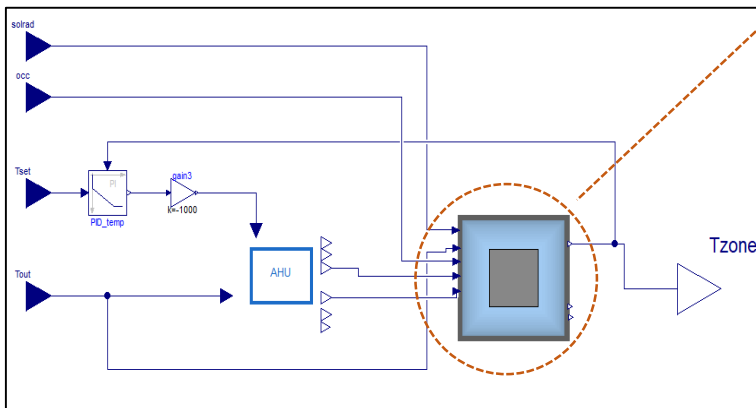 solrad
occ
Tset
PI
PID_temp
gain3
k=-1000
AHU
Tzone
Tout